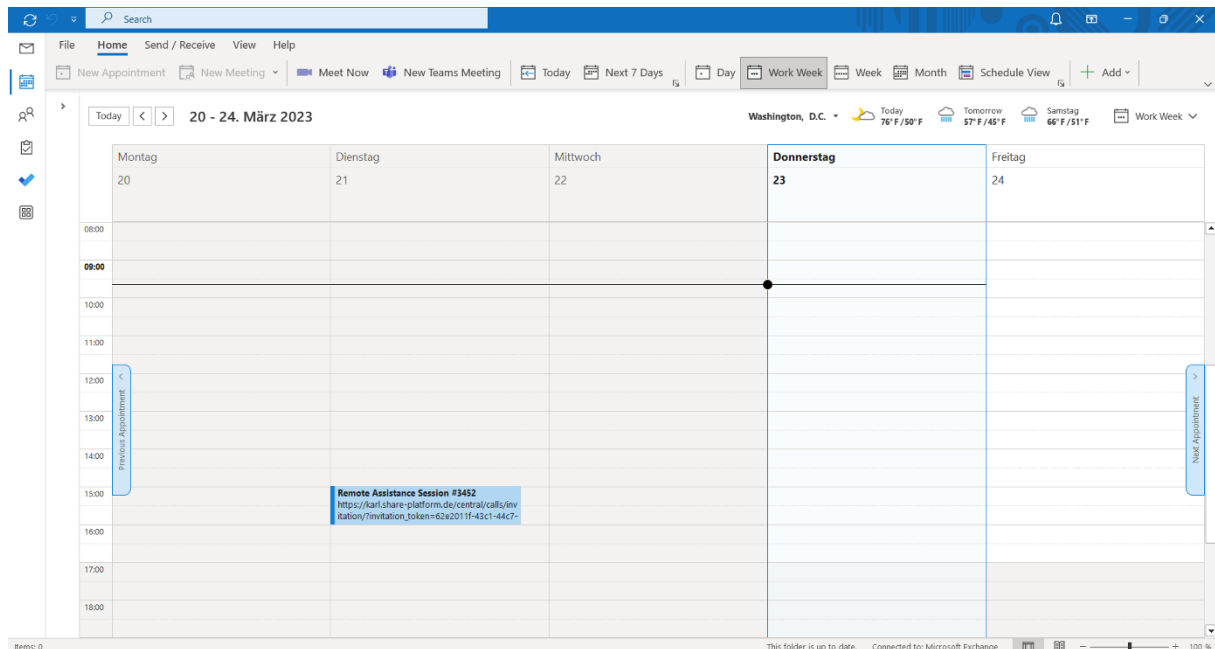 Search
File Home Send / Receive View Help
New Appointment New Meeting Meet Now New Teams Meeting Today Next 7 Days Day Work Week Week Month Schedule View Add
Today 20 - 24. März 2023 Washington, D.C. Today 76° F / 50° F Tomorrow 57° F / 45° F Samstag 66° F / 51° F Work Week
Montag Dienstag Mittwoch Donnerstag Freitag
20 21 22 23 24
08:00
09:00
10:00
11:00
12:00
13:00
14:00
Previous Appointment
Next Appointment
15:00
Remote Assistance Session #3452
https://karl.share-platform.de/central/calls/inv
itation/?invitation_token=62e2011f-43c1-44c7-
16:00
17:00
18:00
Items: 0 This folder is up to date. Connected to: Microsoft Exchange 100 %